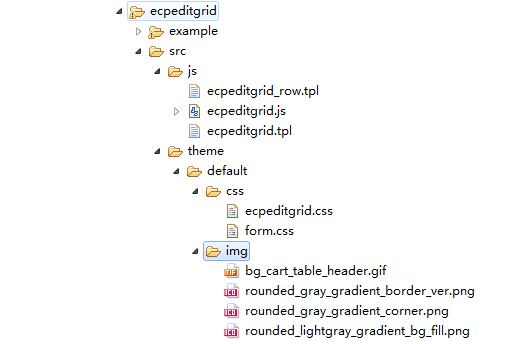 ecpeditgrid
example
src
js
ecpeditgrid_row.tpl
ecpeditgrid.js
ecpeditgrid.tpl
theme
default
css
ecpeditgrid.css
form.css
img
bg_cart_table_header.gif
rounded_gray_gradient_border_ver.png
rounded_gray_gradient_corner.png
rounded_lightgray_gradient_bg_fill.png